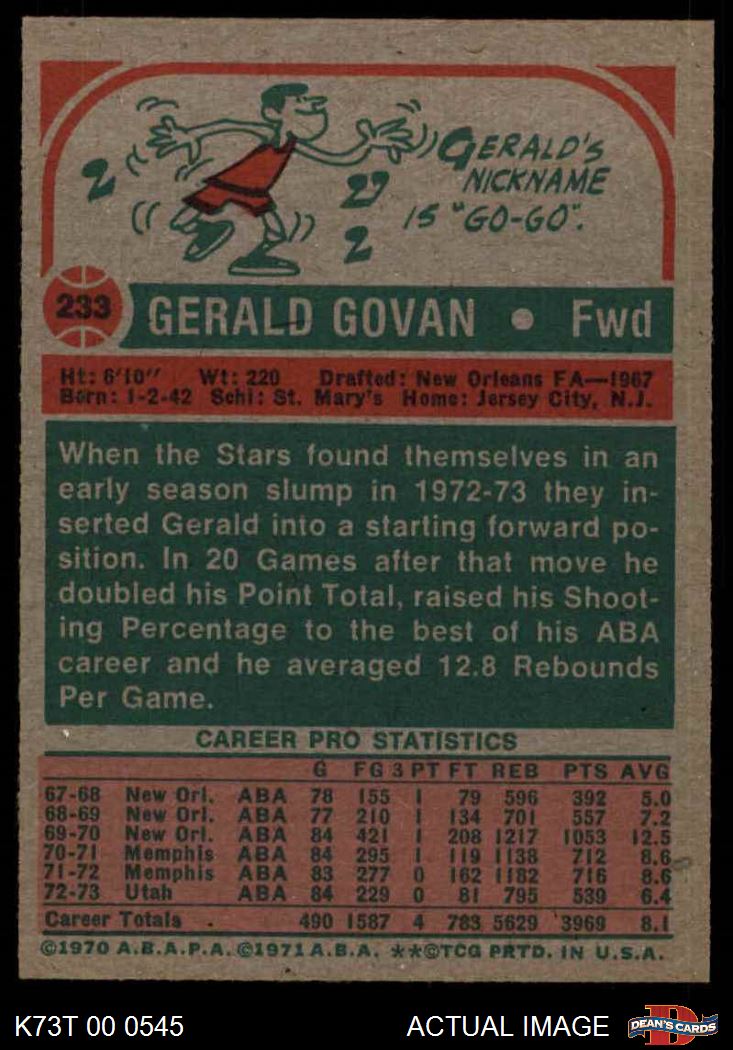 GERALD'S
NICKNAME
IS "GO-GO".
2 2
27
2
233 GERALD GOVAN • Fwd
Ht: 6'10" Wt: 220 Drafted: New Orleans FA—1967
Born: 1-2-42 Schl: St. Mary's Home: Jersey City, N.J.
When the Stars found themselves in an
early season slump in 1972-73 they in-
serted Gerald into a starting forward po-
sition. In 20 Games after that move he
doubled his Point Total, raised his Shoot-
ing Percentage to the best of his ABA
career and he averaged 12.8 Rebounds
Per Game.
CAREER PRO STATISTICS
G FG 3 PT FT REB PTS AVG
67-68 New Orl. ABA 78 155 1 79 596 392 5.0
68-69 New Orl. ABA 77 210 1 134 701 557 7.2
69-70 New Orl. ABA 84 421 1 208 1217 1053 12.5
70-71 Memphis ABA 84 295 1 119 1138 712 8.6
71-72 Memphis ABA 83 277 0 162 1182 716 8.6
72-73 Utah ABA 84 229 0 81 795 539 6.4
Career Totals 490 1587 4 783 5629 3969 8.1
©1970 A.B.A.P.A. ©1971 A.B.A. **©TCG PRTD. IN U.S.A.
K73T 00 0545 ACTUAL IMAGE DEAN'S CARDS